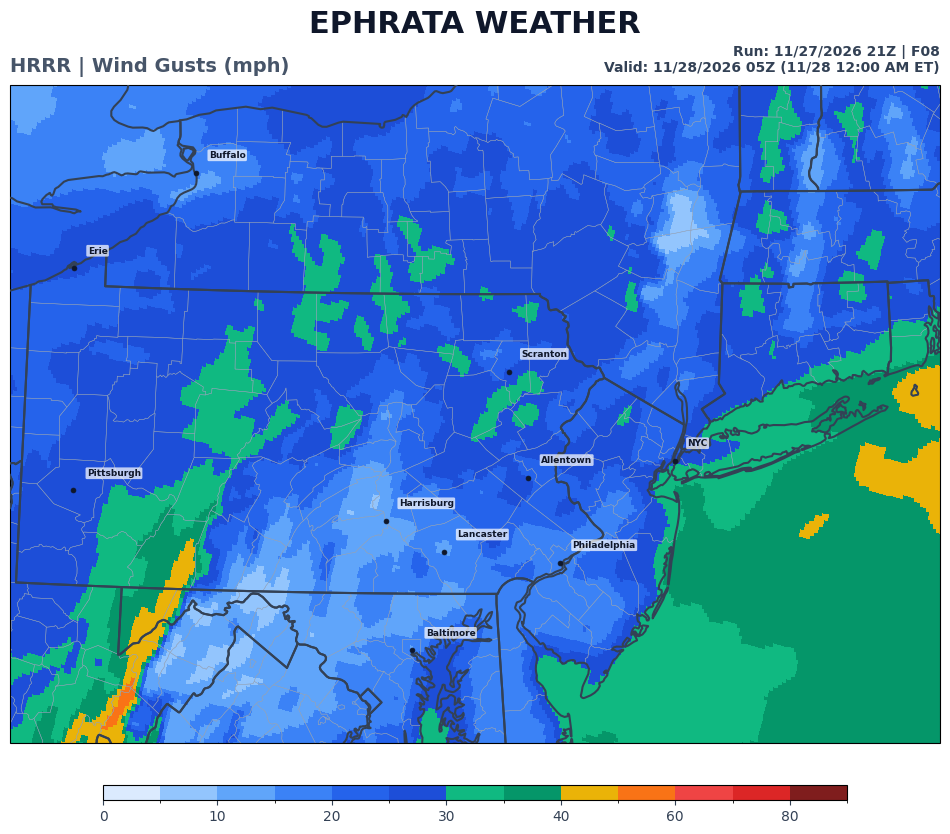 EPHRATA WEATHER
HRRR | Wind Gusts (mph)
Run: 11/27/2026 21Z | F08
Valid: 11/28/2026 05Z (11/28 12:00 AM ET)
Buffalo
Erie
Scranton
NYC
Pittsburgh
Allentown
Harrisburg
Lancaster
Philadelphia
Baltimore
0 10 20 30 40 50 60 70 80